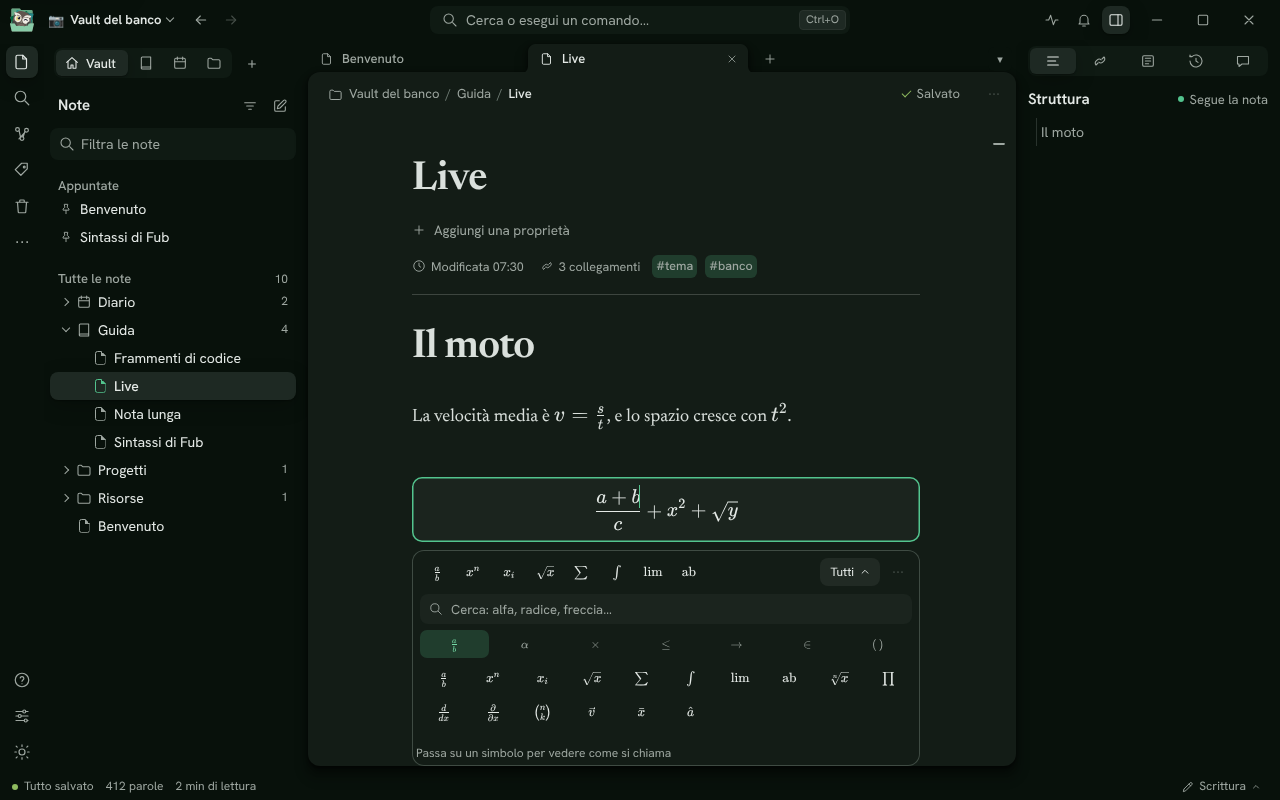 Vault del banco
Cerca o esegui un comando...
Ctrl+O
Vault
Benvenuto
Live
Note
Filtra le note
Appuntate
Benvenuto
Sintassi di Fub
Tutte le note 10
Diario 2
Guida 4
Frammenti di codice
Live
Nota lunga
Sintassi di Fub
Progetti 1
Risorse 1
Benvenuto
Vault del banco / Guida / Live
Salvato
Live
Aggiungi una proprietà
Modificata 07:30 3 collegamenti #tema #banco
Il moto
La velocità media è v = s/t, e lo spazio cresce con t².
(a + b)/c + x² + √y
a/b xⁿ xᵢ √x ∑ ∫ lim ab Tutti
Cerca: alfa, radice, freccia...
a/b α × ≤ → ∈ ( )
a/b xⁿ xᵢ √x ∑ ∫ lim ab ⁿ√x ∏
d/dx ∂/∂x (n k) v⃗ x̄ â
Passa su un simbolo per vedere come si chiama
Struttura
Segue la nota
Il moto
Tutto salvato 412 parole 2 min di lettura
Scrittura